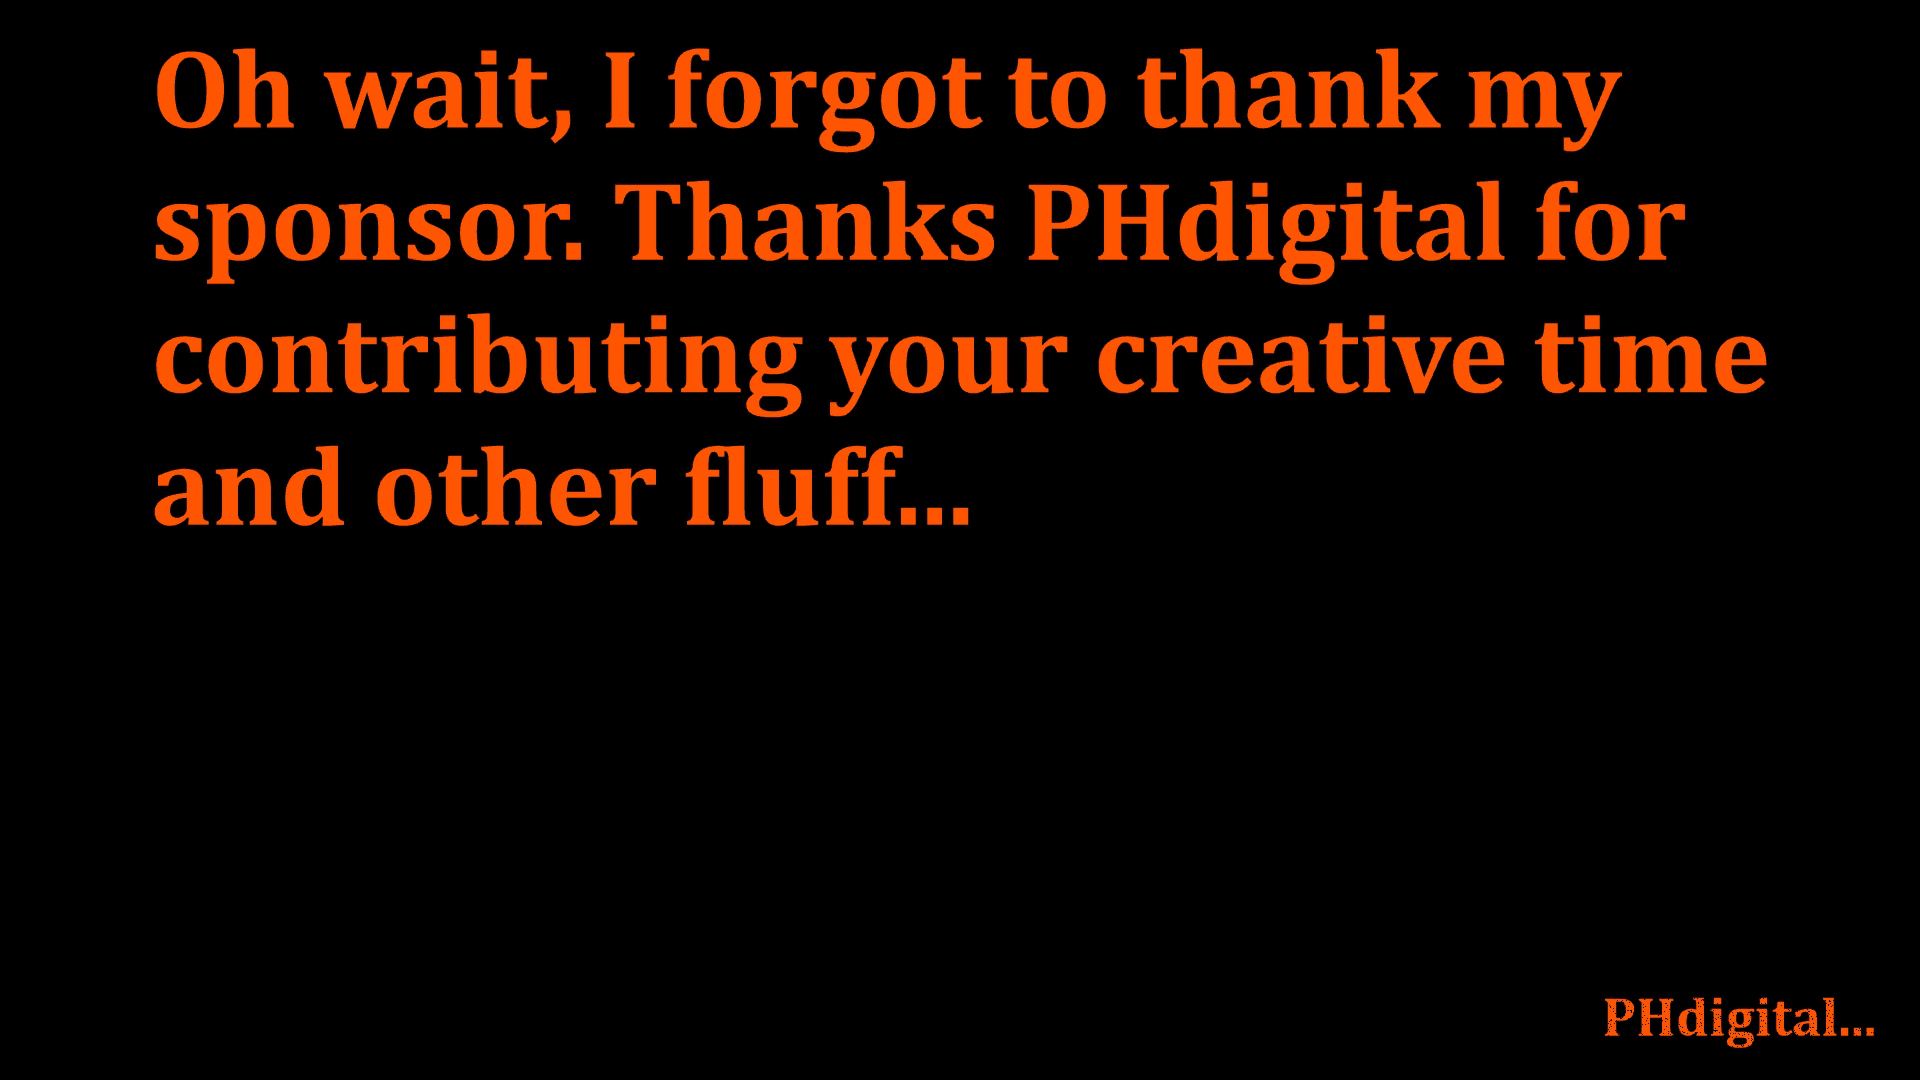 Oh wait, I forgot to thank my
sponsor. Thanks PHdigital for
contributing your creative time
and other fluff...
PHdigital...